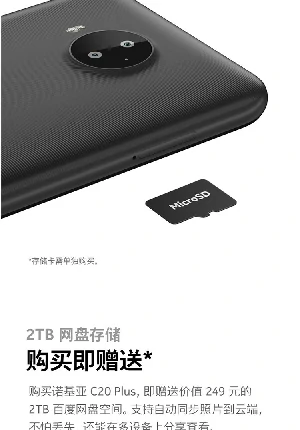 MicroSD
*存储卡需单独购买。
2TB 网盘存储
购买即赠送*
购买诺基亚 C20 Plus, 即赠送价值 249 元的
2TB 百度网盘空间。支持自动同步照片到云端,
不怕丢失, 还能在多设备上分享查看。